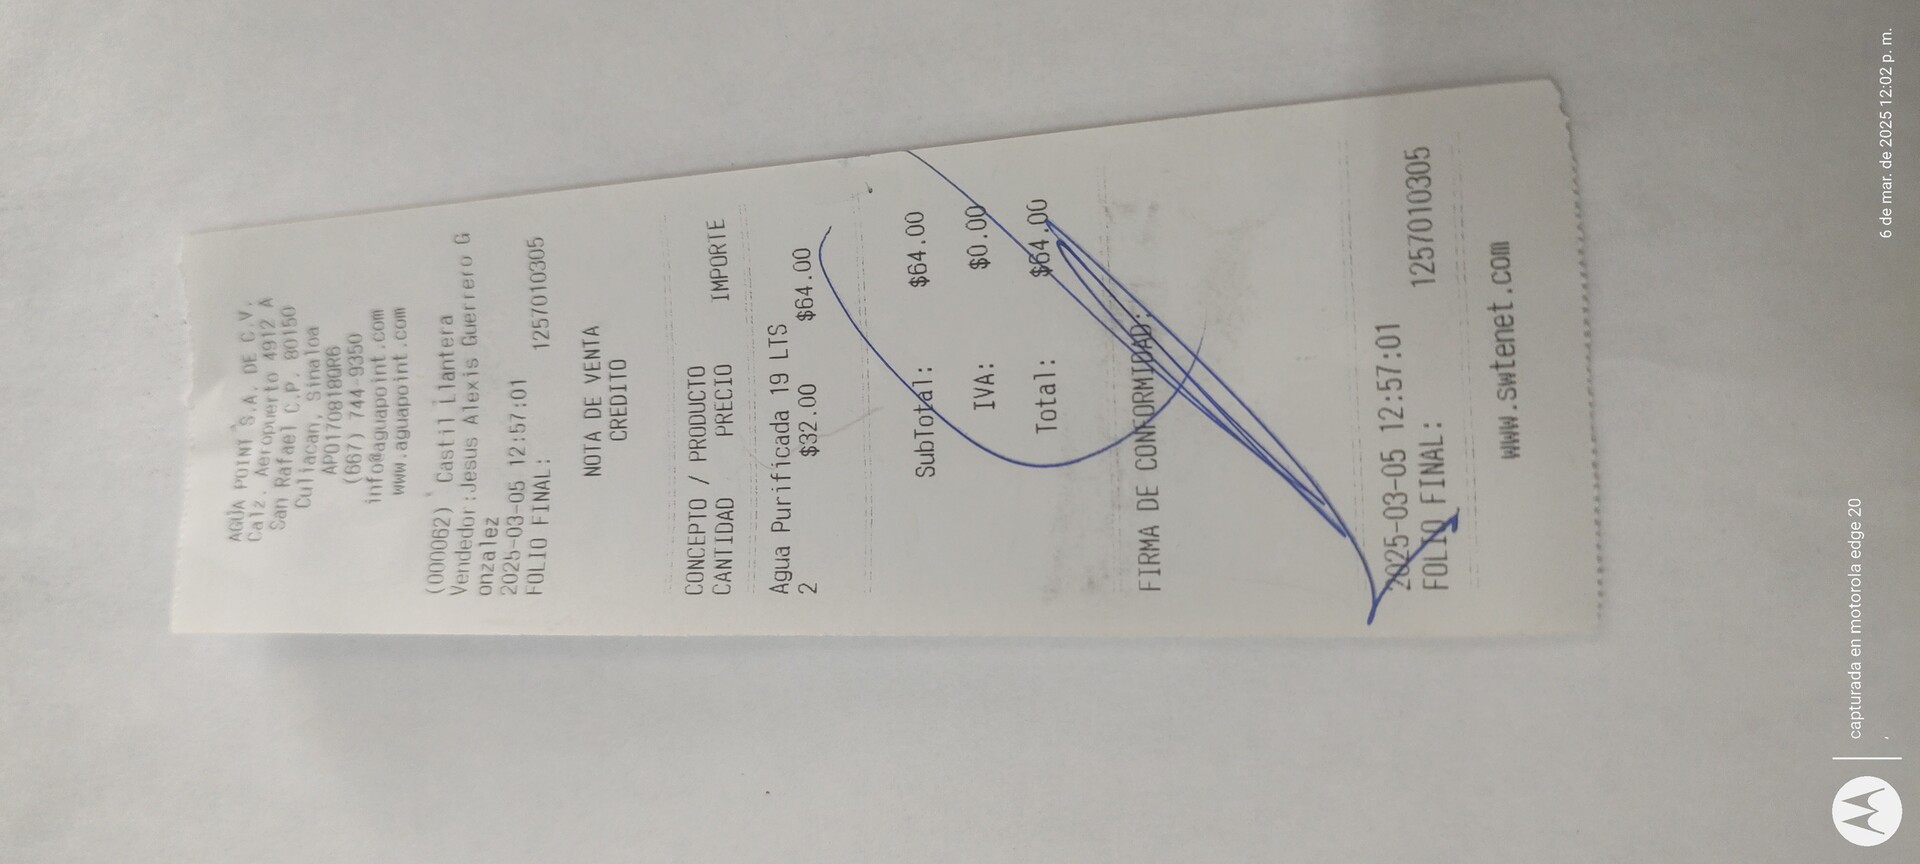 AGUA POINT S.A. DE C.V.
Calz. Aeropuerto 4912 A
San Rafael C.P. 80150
Culiacan, Sinaloa
APO170818QR6
(667) 744-9350
info@aguapoint.com
www.aguapoint.com
(000062) Castil Llantera
Vendedor:Jesus Alexis Guerrero G
onzalez
2025-03-05 12:57:01
FOLIO FINAL: 1257010305
NOTA DE VENTA
CREDITO
CONCEPTO / PRODUCTO
CANTIDAD PRECIO IMPORTE
Agua Purificada 19 LTS
2 $32.00 $64.00
SubTotal: $64.00
IVA: $0.00
Total: $64.00
FIRMA DE CONFORMIDAD:
2025-03-05 12:57:01
FOLIO FINAL: 1257010305
www.swtenet.com
capturada en motorola edge 20
6 de mar. de 2025 12:02 p. m.